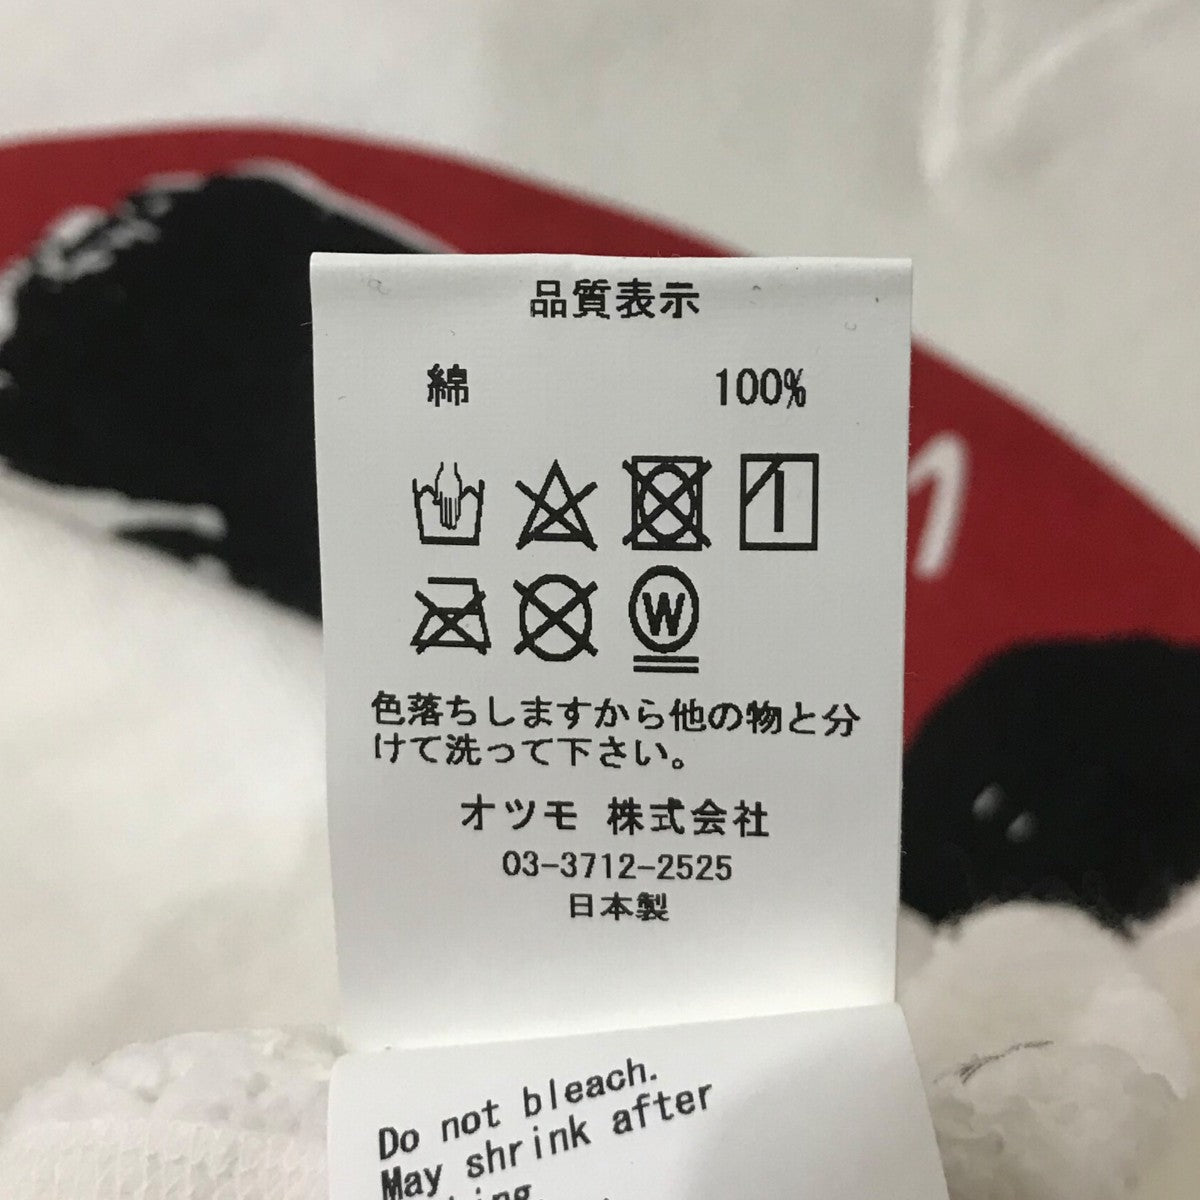 品質表示
綿 100%
W
色落ちしますから他の物と分
けて洗って下さい。
オツモ 株式会社
03-3712-2525
日本製
Do not bleach.
May shrink after